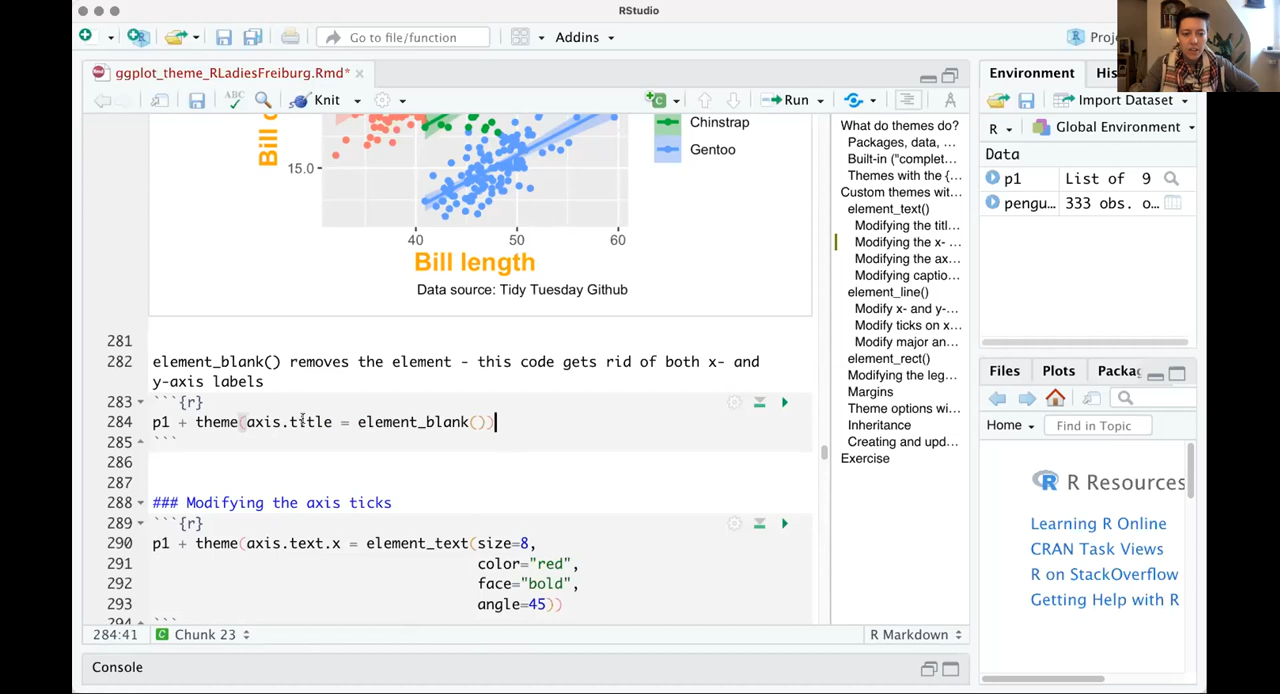 RStudio
Go to file/function
Addins
ggplot_theme_RLadiesFreiburg.Rmd*
ABC
Knit
Run
Chinstrap
15.0
Gentoo
40 50 60
Bill length
Data source: Tidy Tuesday Github
281
282 element_blank() removes the element - this code gets rid of both x- and
y-axis labels
283 ```{r}
284 p1 + theme(axis.title = element_blank())
285 ```
286
287
288 ### Modifying the axis ticks
289 ```{r}
290 p1 + theme(axis.text.x = element_text(size=8,
291 color="red",
292 face="bold",
293 angle=45))
294 ```
284:41 Chunk 23 R Markdown
Console
What do themes do?
Packages, data, ...
Built-in ("complet...
Themes with the {...
Custom themes wit...
element_text()
Modifying the titl...
Modifying the x- ...
Modifying the ax...
Modifying captio...
element_line()
Modify x- and y-...
Modify ticks on x...
Modify major an...
element_rect()
Modifying the leg...
Margins
Theme options wi...
Inheritance
Creating and upd...
Exercise
Environment
Import Dataset
R Global Environment
Data
p1 List of 9
pengu... 333 obs. o...
Files Plots
Home Find in Topic
R Resources
Learning R Online
CRAN Task Views
R on StackOverflow
Getting Help with R